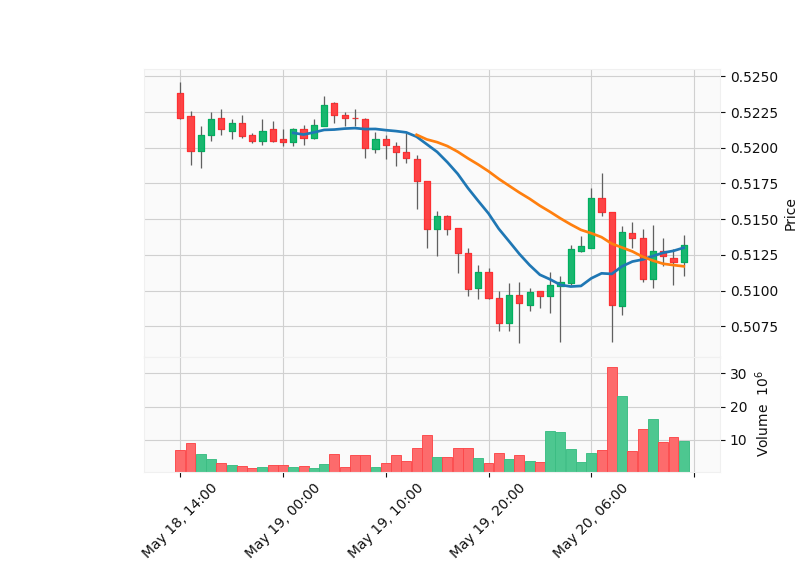 0.5250
0.5225
0.5200
0.5175
0.5150
0.5125
0.5100
0.5075
Price
30
20
10
Volume 10⁶
May 18, 14:00
May 19, 00:00
May 19, 10:00
May 19, 20:00
May 20, 06:00